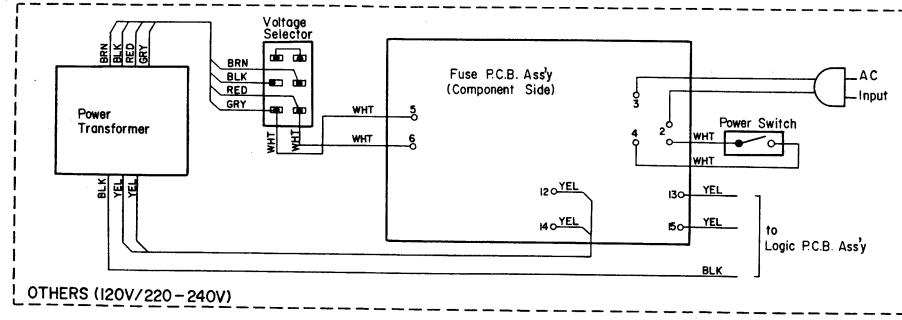 Voltage
Selector
BRN
BLK
RED
GRY
BRN
BLK
RED
GRY
Power
Transformer
WHT
WHT
WHT
5
WHT
6
Fuse P.C.B. Ass'y
(Component Side)
3
4
2
AC
Input
Power Switch
WHT
WHT
12 YEL
14 YEL
13 YEL
15 YEL
BLK
YEL
YEL
BLK
to
Logic P.C.B. Ass'y
OTHERS (120V/220-240V)